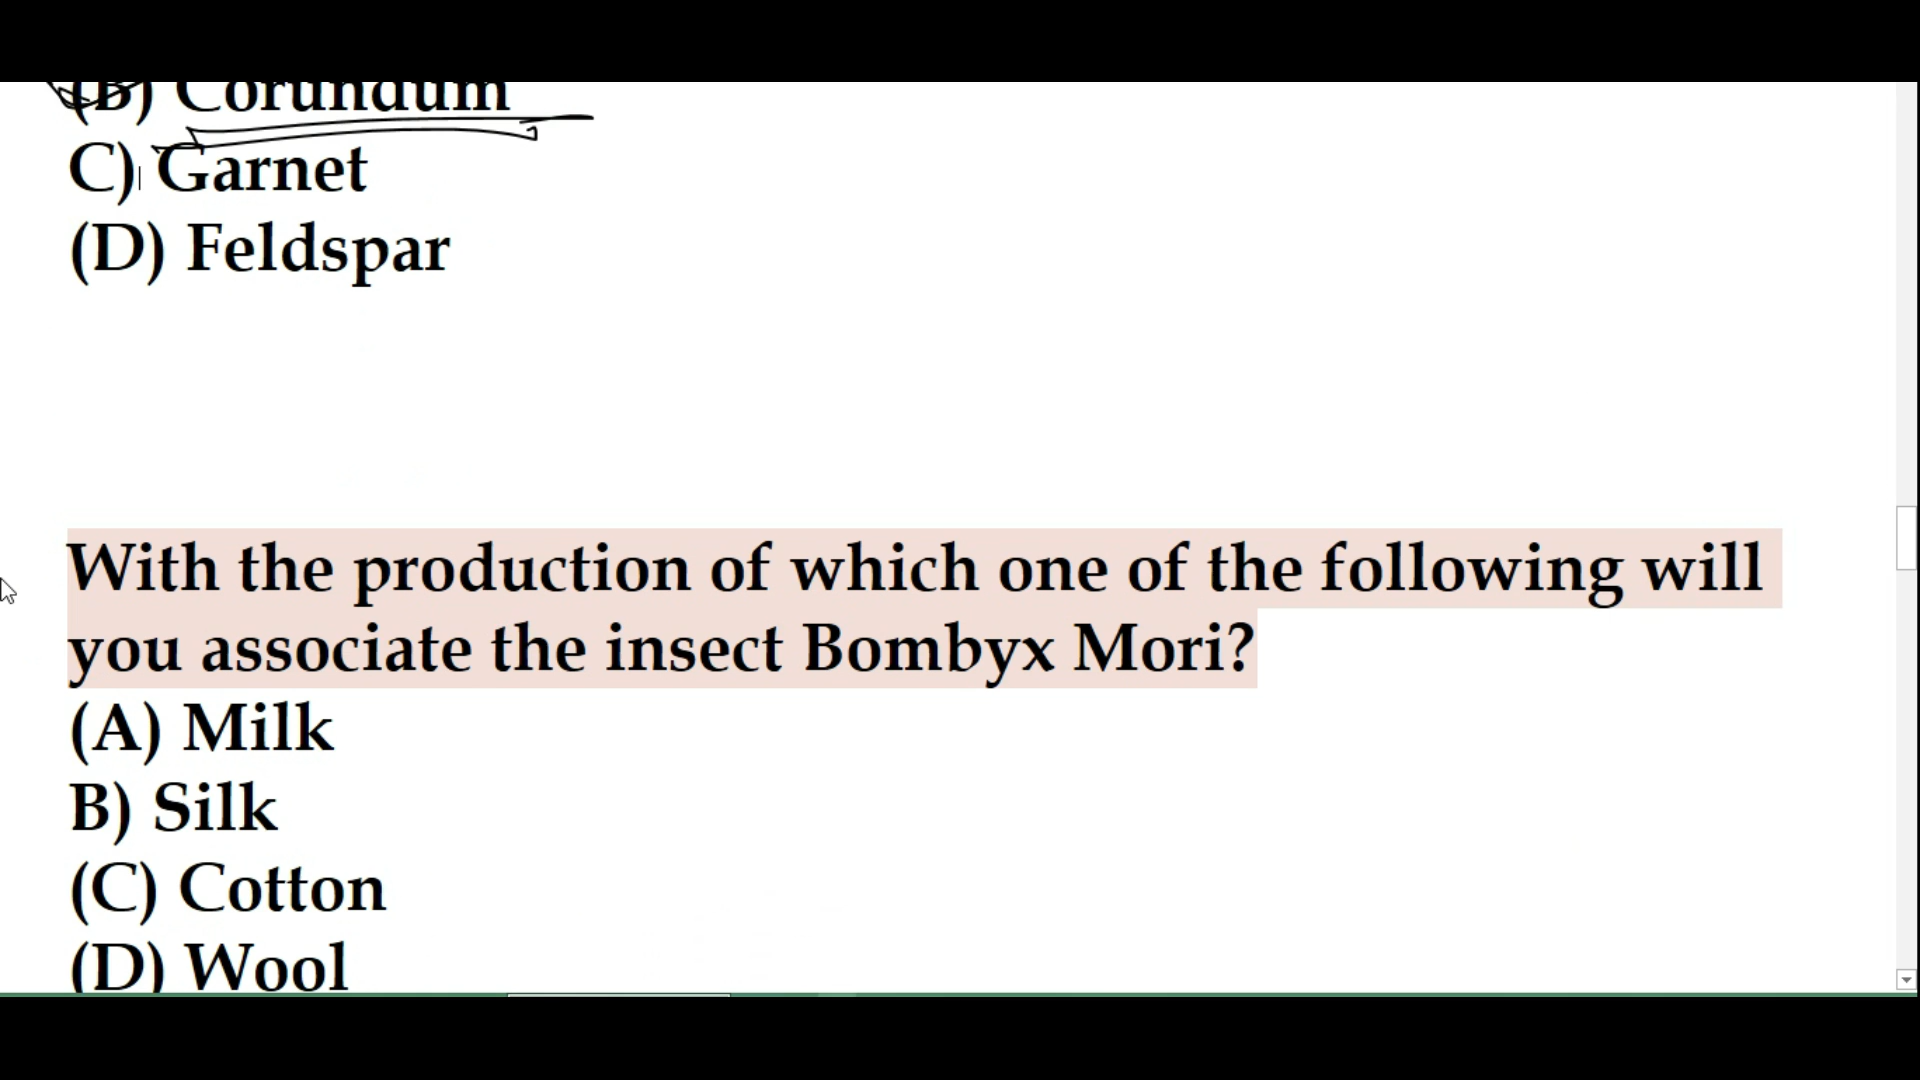 (B) Corundum
C) Garnet
(D) Feldspar
With the production of which one of the following will
you associate the insect Bombyx Mori?
(A) Milk
B) Silk
(C) Cotton
(D) Wool